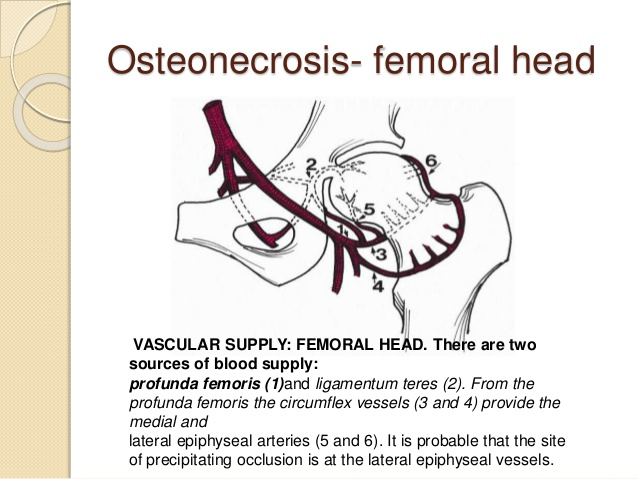 Osteonecrosis- femoral head
2
6
5
1
3
4
VASCULAR SUPPLY: FEMORAL HEAD. There are two
sources of blood supply:
profunda femoris (1)and ligamentum teres (2). From the
profunda femoris the circumflex vessels (3 and 4) provide the
medial and
lateral epiphyseal arteries (5 and 6). It is probable that the site
of precipitating occlusion is at the lateral epiphyseal vessels.